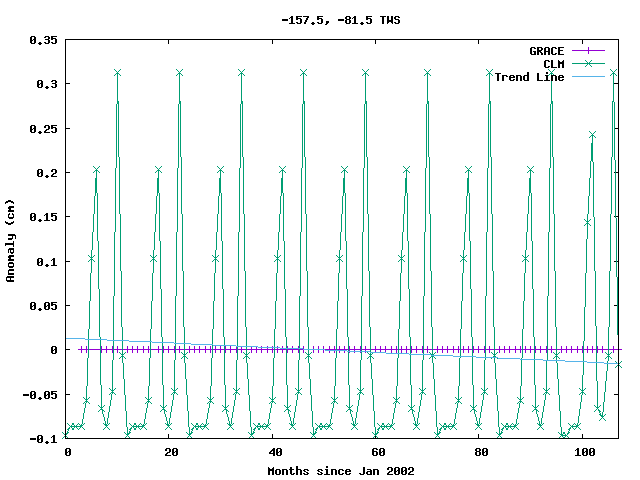 -157.5, -81.5 TWS
GRACE
CLM
Trend Line
0.35
0.3
0.25
0.2
0.15
0.1
0.05
0
-0.05
-0.1
Anomaly (cm)
0 20 40 60 80 100
Months since Jan 2002